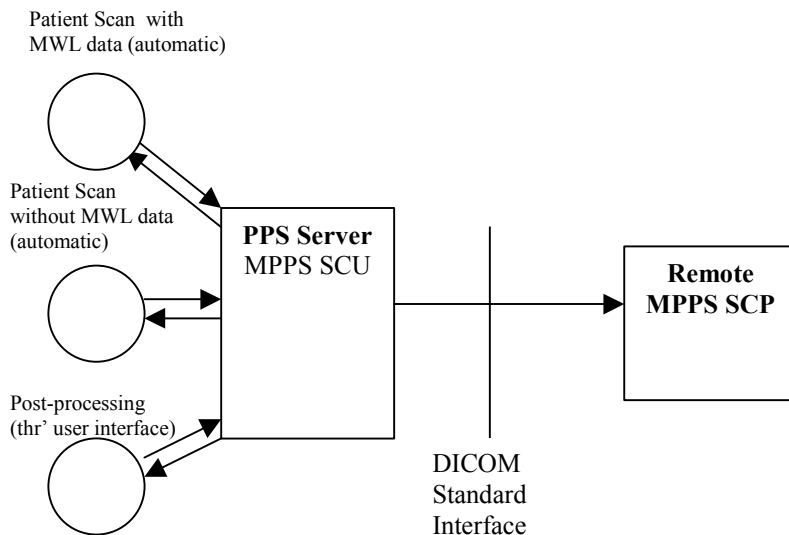 Patient Scan with
MWL data (automatic)
Patient Scan
without MWL data
(automatic)
Post-processing
(thr' user interface)
PPS Server
MPPS SCU
DICOM
Standard
Interface
Remote
MPPS SCP